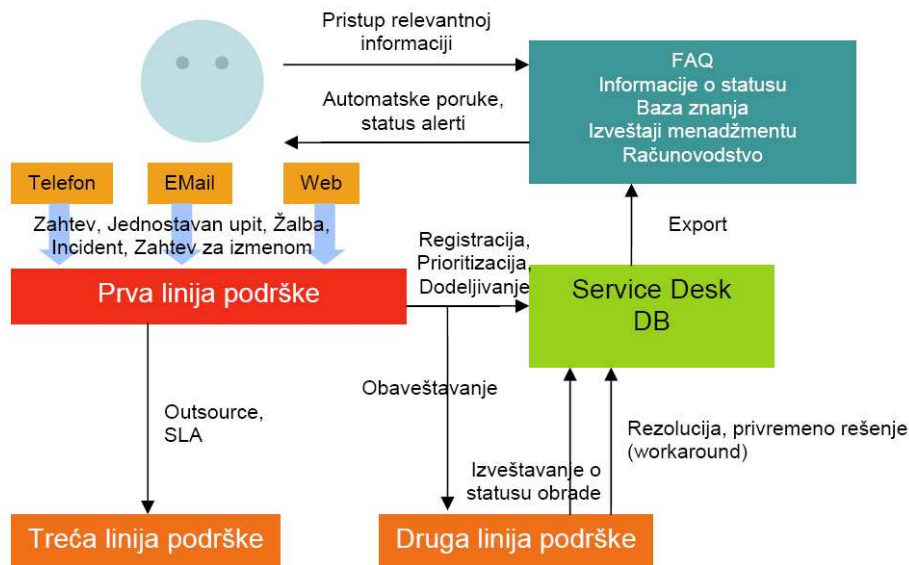 Pristup relevantnoj
informaciji
FAQ
Informacije o statusu
Baza znanja
Izveštaji menadžmentu
Računovodstvo
Automatske poruke,
status alerti
Telefon
EMail
Web
Zahtev, Jednostavan upit, Žalba,
Incident, Zahtev za izmenom
Registracija,
Prioritizacija,
Dodeljivanje
Export
Prva linija podrške
Service Desk
DB
Obaveštavanje
Outsource,
SLA
Rezolucija, privremeno rešenje
(workaround)
Izveštavanje o
statusu obrade
Treća linija podrške
Druga linija podrške